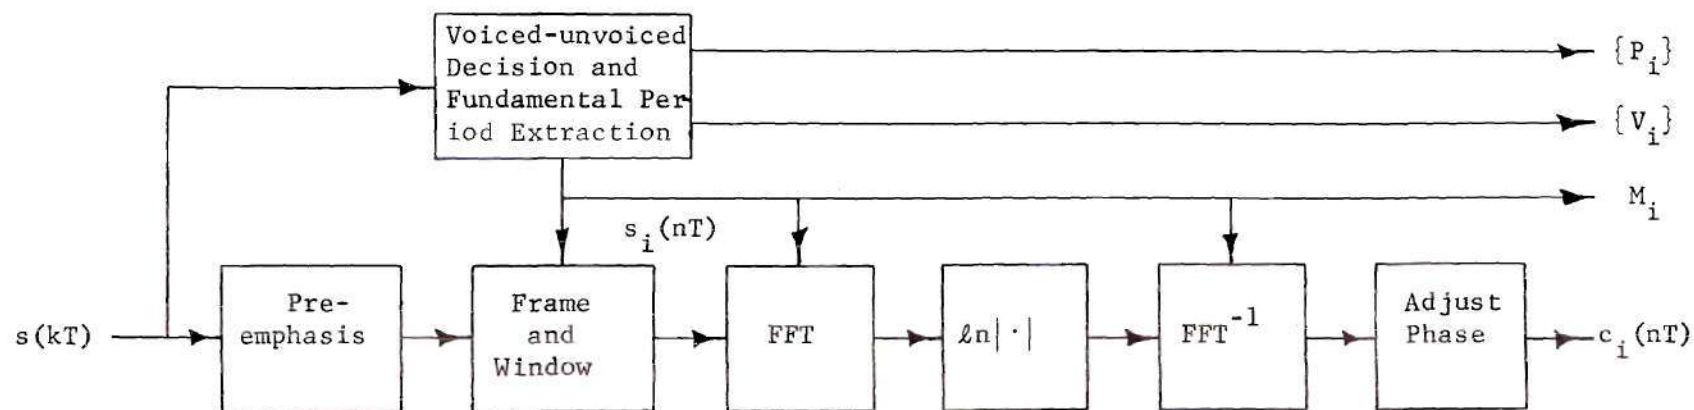 Voiced-unvoiced
Decision and
Fundamental Per-
iod Extraction
{P_i}
{V_i}
M_i
s_i(nT)
s(kT)
Pre-
emphasis
Frame
and
Window
FFT
ℓn|·|
FFT^-1
Adjust
Phase
c_i(nT)